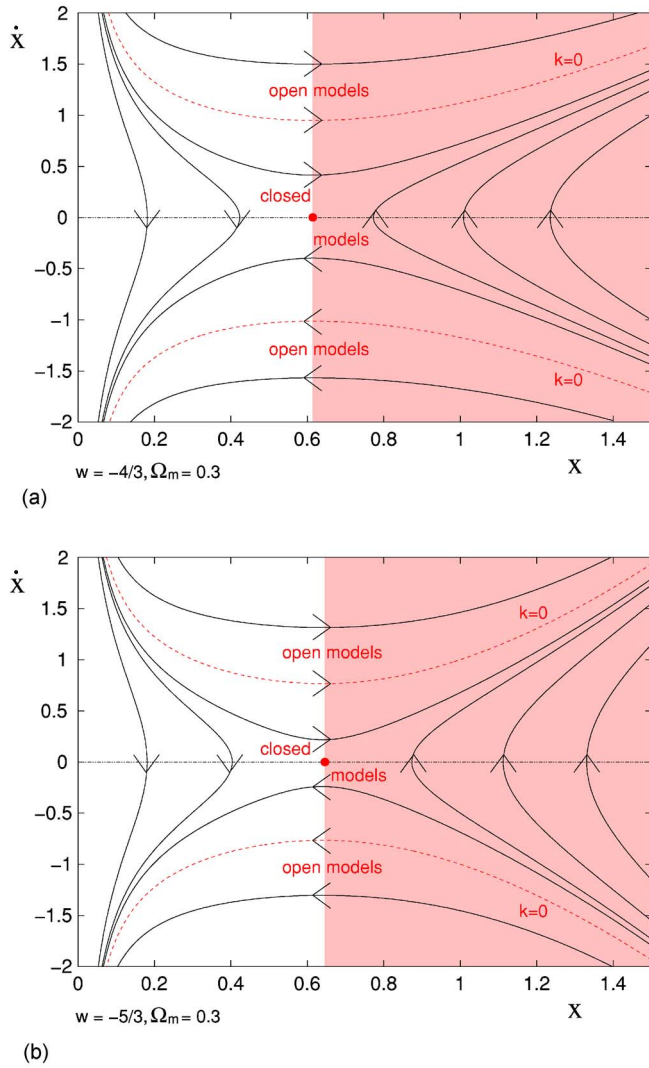 ẋ
2
1.5
1
0.5
0
−0.5
−1
−1.5
−2
k=0
open models
closed
models
open models
k=0
0 0.2 0.4 0.6 0.8 1 1.2 1.4
w = −4/3, Ωm = 0.3
x
(a)
ẋ
2
1.5
1
0.5
0
−0.5
−1
−1.5
−2
k=0
open models
closed
models
open models
k=0
0 0.2 0.4 0.6 0.8 1 1.2 1.4
w = −5/3, Ωm = 0.3
x
(b)